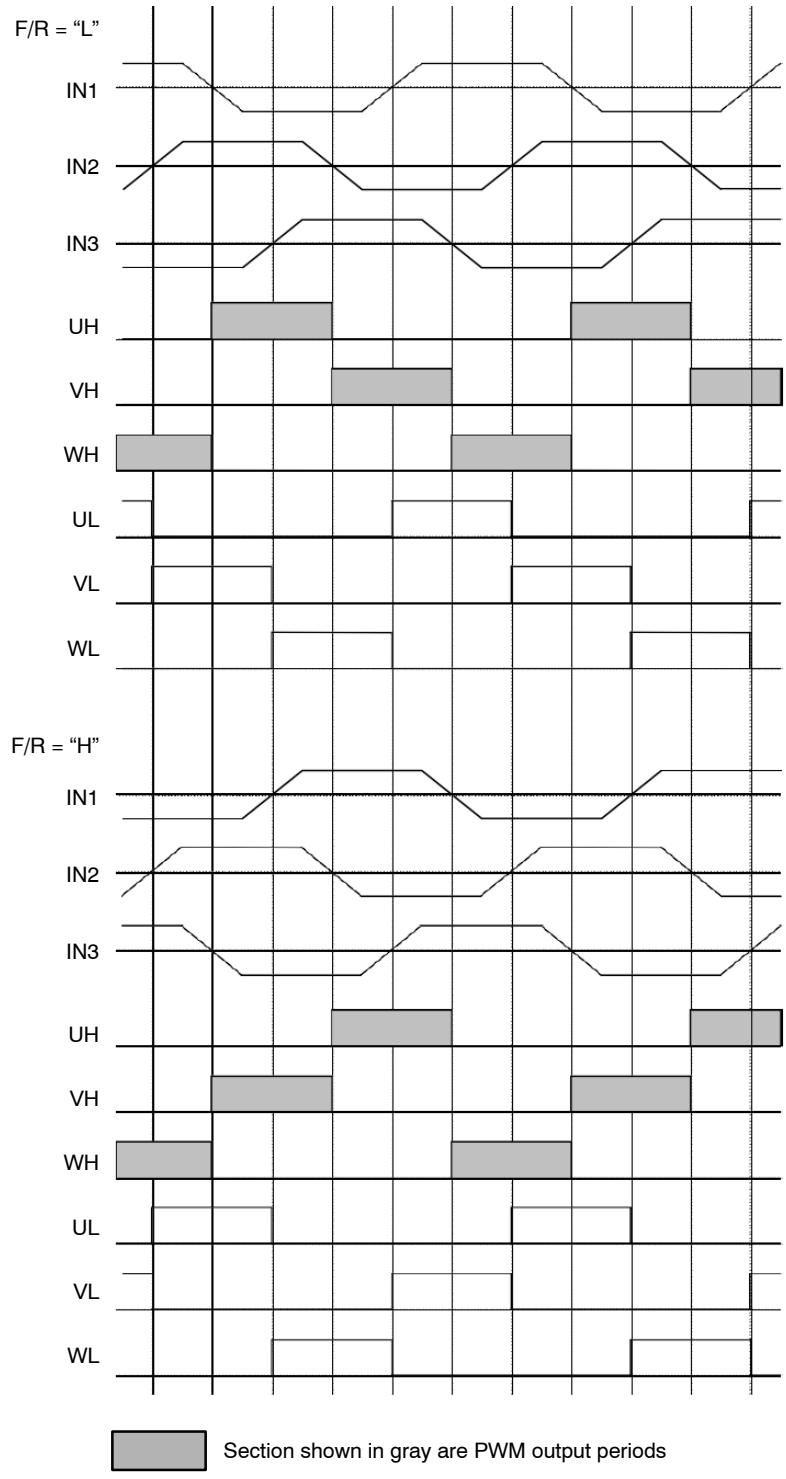 F/R = “L”
IN1
IN2
IN3
UH
VH
WH
UL
VL
WL
F/R = “H”
IN1
IN2
IN3
UH
VH
WH
UL
VL
WL
Section shown in gray are PWM output periods